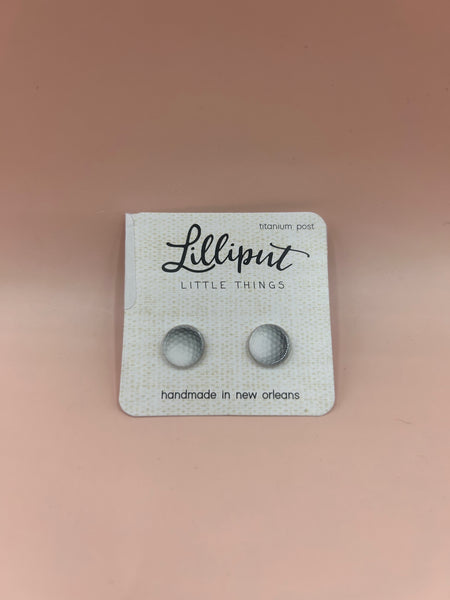 titanium post
Lilliput
LITTLE THINGS
handmade in new orleans